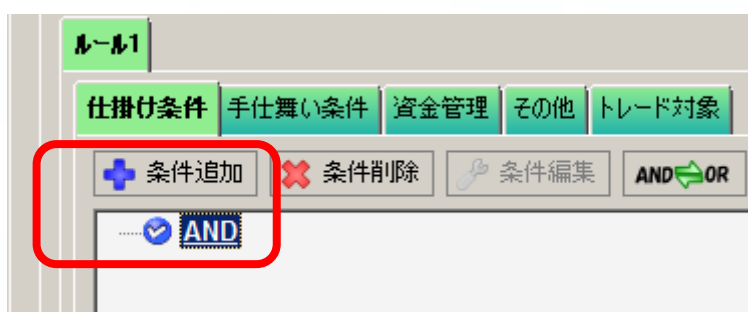 ルール1
仕掛け条件 手仕舞い条件 資金管理 その他 トレード対象
条件追加 条件削除 条件編集 AND OR
AND